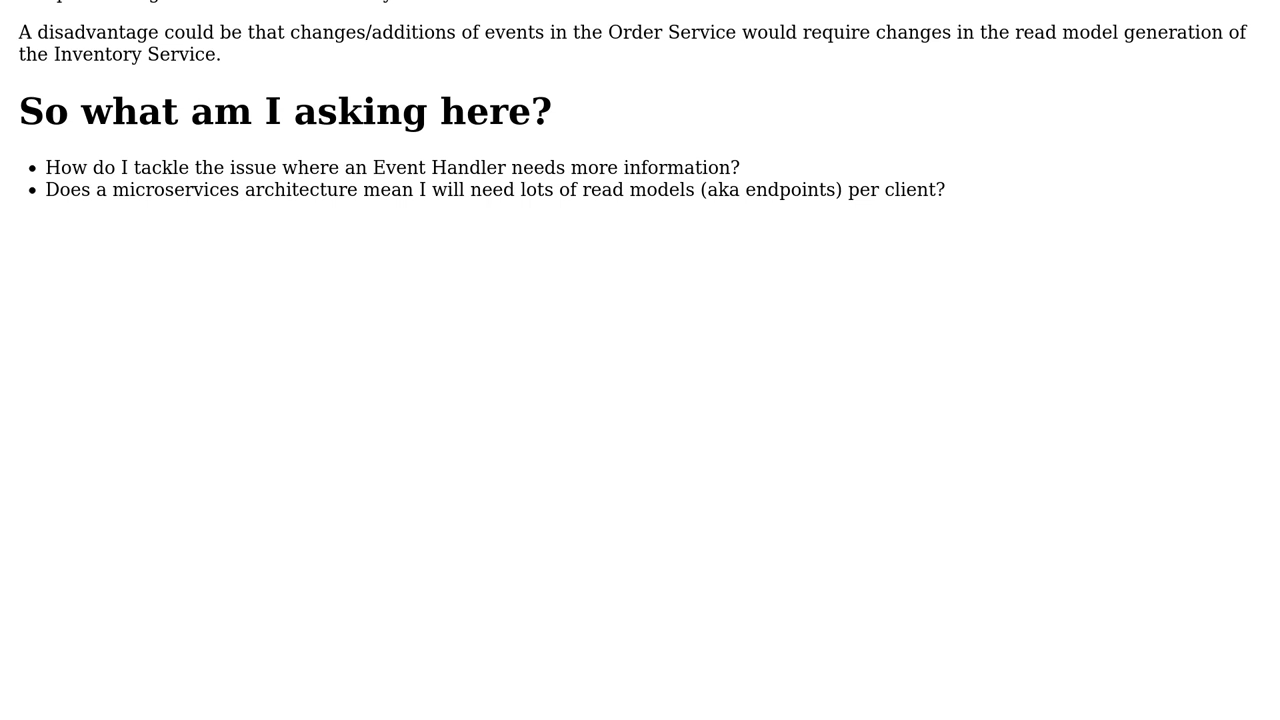 A disadvantage could be that changes/additions of events in the Order Service would require changes in the read model generation of
the Inventory Service.
So what am I asking here?
• How do I tackle the issue where an Event Handler needs more information?
• Does a microservices architecture mean I will need lots of read models (aka endpoints) per client?